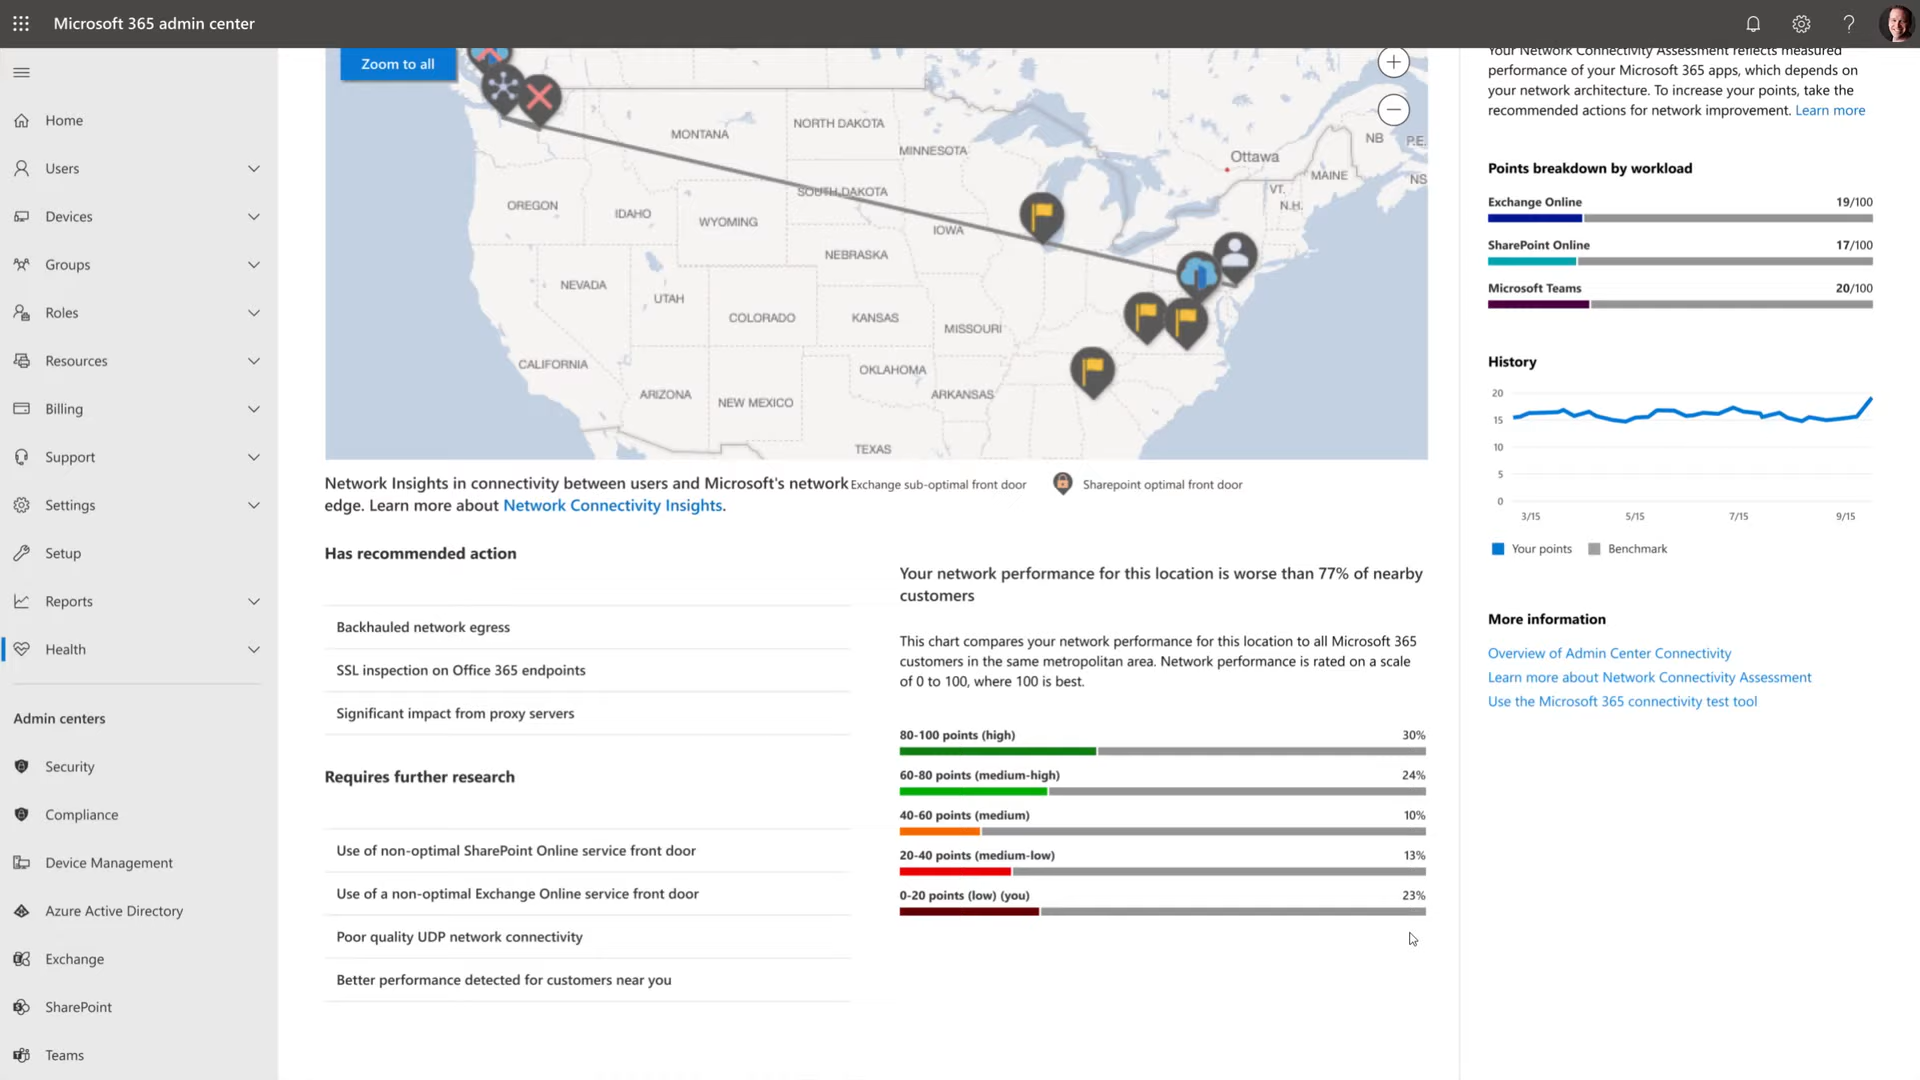 Microsoft 365 admin center
Home
Users
Devices
Groups
Roles
Resources
Billing
Support
Settings
Setup
Reports
Health
Admin centers
Security
Compliance
Device Management
Azure Active Directory
Exchange
SharePoint
Teams
Zoom to all
MONTANA
NORTH DAKOTA
MINNESOTA
Ottawa
NB
P.E.
MAINE
NS
VT.
N.H.
OREGON
IDAHO
SOUTH DAKOTA
WYOMING
IOWA
NEBRASKA
NEVADA
UTAH
COLORADO
KANSAS
MISSOURI
CALIFORNIA
OKLAHOMA
ARIZONA
NEW MEXICO
ARKANSAS
TEXAS
Exchange sub-optimal front door
Sharepoint optimal front door
Network Insights in connectivity between users and Microsoft's network
edge. Learn more about Network Connectivity Insights.
Has recommended action
Backhauled network egress
SSL inspection on Office 365 endpoints
Significant impact from proxy servers
Requires further research
Use of non-optimal SharePoint Online service front door
Use of a non-optimal Exchange Online service front door
Poor quality UDP network connectivity
Better performance detected for customers near you
Your network performance for this location is worse than 77% of nearby
customers
This chart compares your network performance for this location to all Microsoft 365
customers in the same metropolitan area. Network performance is rated on a scale
of 0 to 100, where 100 is best.
80-100 points (high) 30%
60-80 points (medium-high) 24%
40-60 points (medium) 10%
20-40 points (medium-low) 13%
0-20 points (low) (you) 23%
Your Network Connectivity Assessment reflects measured
performance of your Microsoft 365 apps, which depends on
your network architecture. To increase your points, take the
recommended actions for network improvement. Learn more
Points breakdown by workload
Exchange Online 19/100
SharePoint Online 17/100
Microsoft Teams 20/100
History
20
15
10
5
0
3/15 5/15 7/15 9/15
Your points Benchmark
More information
Overview of Admin Center Connectivity
Learn more about Network Connectivity Assessment
Use the Microsoft 365 connectivity test tool